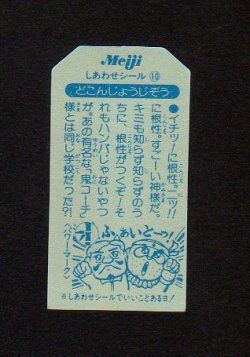 Meiji
しあわせシール ⑩
どこんじょうじぞう
●イチッ!に根性。ニッ!!
に根性。すごーい神様だ。
キミも知らず知らずのう
ちに、根性がつくぞ!そ
れもハンパじゃないやつ
が。あの有名な「鬼コーチ」
様とは同じ学校だった?!
(パワーマーク)
ふぁいとーっ!
※しあわせシールでいいことあるヨ!